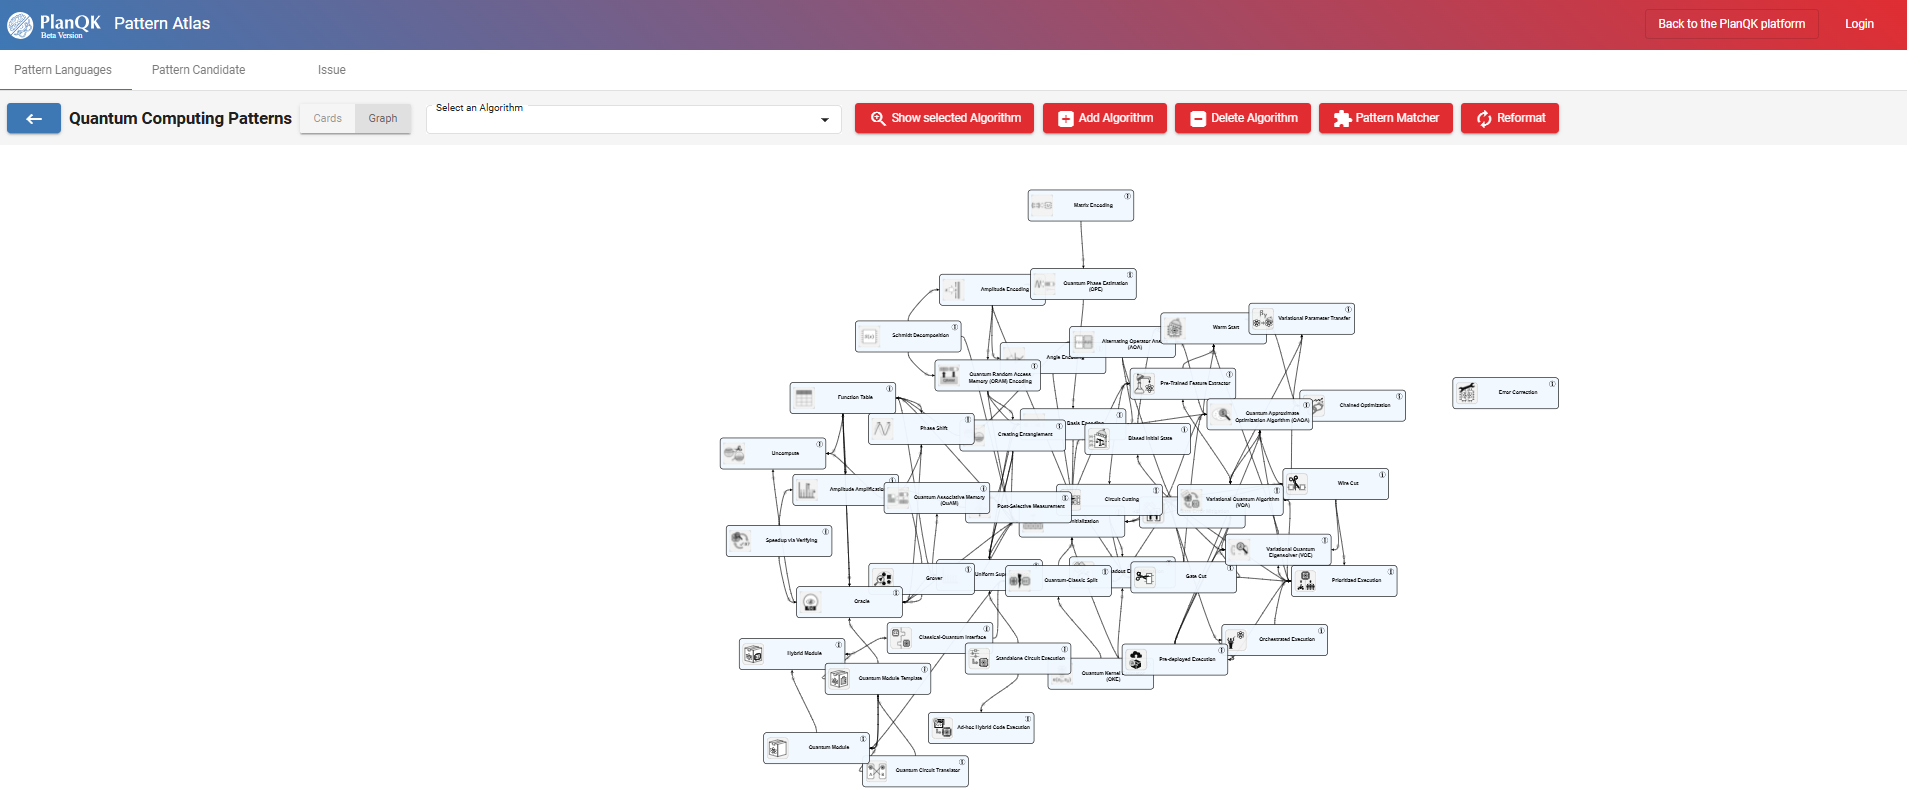 PlanQK
Beta Version
Pattern Atlas
Back to the PlanQK platform
Login
Pattern Languages
Pattern Candidate
Issue
Quantum Computing Patterns
Cards
Graph
Select an Algorithm
Show selected Algorithm
Add Algorithm
Delete Algorithm
Pattern Matcher
Reformat
Matrix Encoding
Amplitude Encoding
Quantum Phase Estimation
(QPE)
Schmidt Decomposition
Variational Parameter Transfer
Warm Start
Alternating Operator
(AOA)
Angle
Quantum Random Access
Memory (QRAM) Encoding
Pre-Trained Feature Extractor
Function Table
Error Correction
Chained Optimization
Quantum Approximate
Optimization Algorithm (QAOA)
Phase Shift
Basis
Creating Entanglement
Biased Initial State
Uncompute
Amplitude Amplification
Quantum Associative Memory
(QuAM)
Post-Selective Measurement
Circuit Cutting
Variational Quantum Algorithm
(VQA)
Wire Cut
Speedup via Verifying
Variational Quantum
Eigensolver (VQE)
Grover
Uniform
Quantum-Classic Split
Gate Cut
Prioritized Execution
Oracle
Classical-Quantum Interface
Orchestrated Execution
Hybrid Module
Standalone Circuit Execution
Pre-deployed Execution
Quantum Module Template
Quantum Kernel
(QKE)
Ad-hoc Hybrid Code Execution
Quantum Module
Quantum Circuit Translator